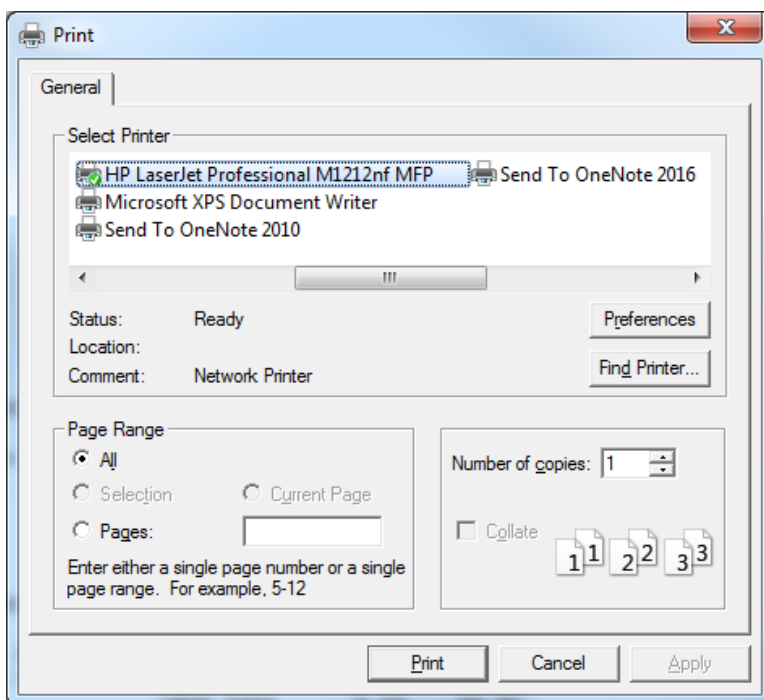 Print
General
Select Printer
HP LaserJet Professional M1212nf MFP Send To OneNote 2016
Microsoft XPS Document Writer
Send To OneNote 2010
Status: Ready Preferences
Location:
Comment: Network Printer Find Printer...
Page Range
All
Selection Current Page
Pages:
Enter either a single page number or a single
page range. For example, 5-12
Number of copies: 1
Collate
1 1 2 2 3 3
Print Cancel Apply